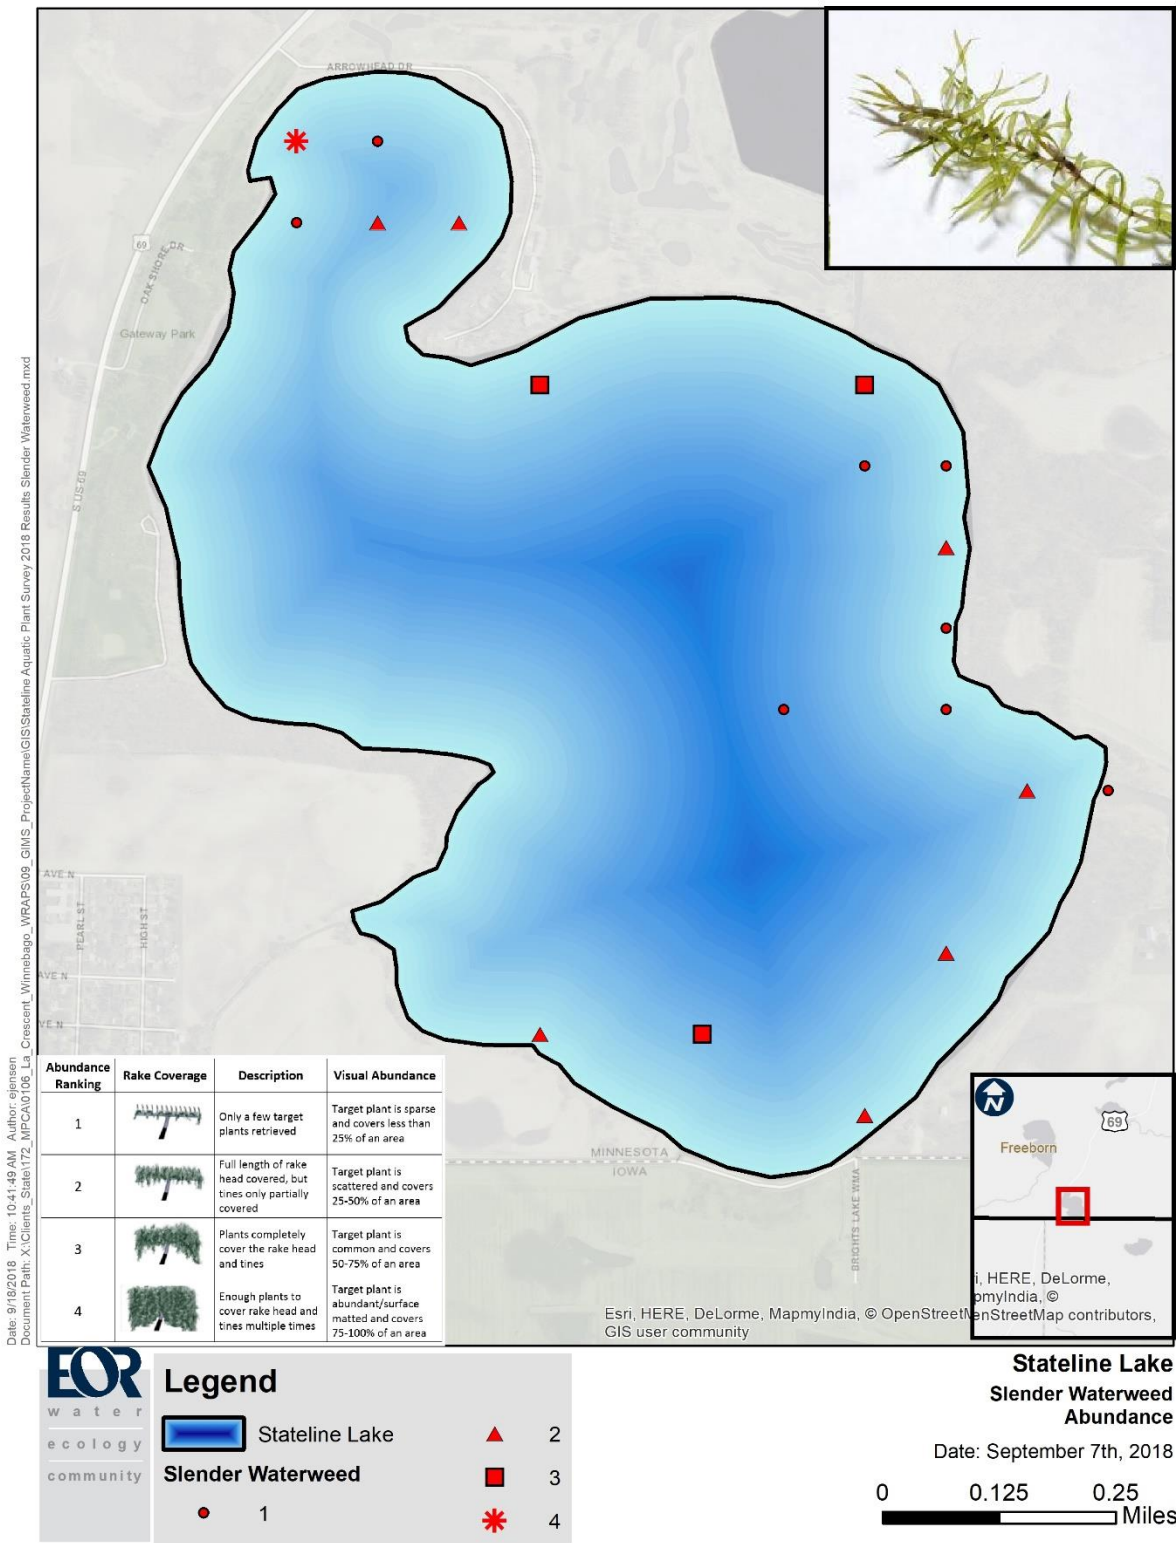 ARROWHEAD DR
69
OAK SHORE DR
Gateway Park
S US 69
AVE N
PEARL ST
HIGH ST
AVE N
VE N
MINNESOTA
IOWA
BRIGHTS LAKE WMA
Date: 9/18/2018 Time: 10:41:49 AM Author: ejensen
Document Path: X:\Clients_State\172_MPCA\0106_La_Crescent_Winnebago_WRAPS\09_GIMS_ProjectName\GIS\Stateline Aquatic Plant Survey 2018 Results Slender Waterweed.mxd
Abundance Ranking Rake Coverage Description Visual Abundance
1
Only a few target
plants retrieved
Target plant is sparse
and covers less than
25% of an area
2
Full length of rake
head covered, but
tines only partially
covered
Target plant is
scattered and covers
25-50% of an area
3
Plants completely
cover the rake head
and tines
Target plant is
common and covers
50-75% of an area
4
Enough plants to
cover rake head and
tines multiple times
Target plant is
abundant/surface
matted and covers
75-100% of an area
N
69
Freeborn
i, HERE, DeLorme,
pmyIndia, ©
Esri, HERE, DeLorme, MapmyIndia, © OpenStreetMap contributors,
GIS user community
EOR
water
ecology
community
Legend
Stateline Lake
Slender Waterweed
1
2
3
4
Stateline Lake
Slender Waterweed
Abundance
Date: September 7th, 2018
0 0.125 0.25
Miles